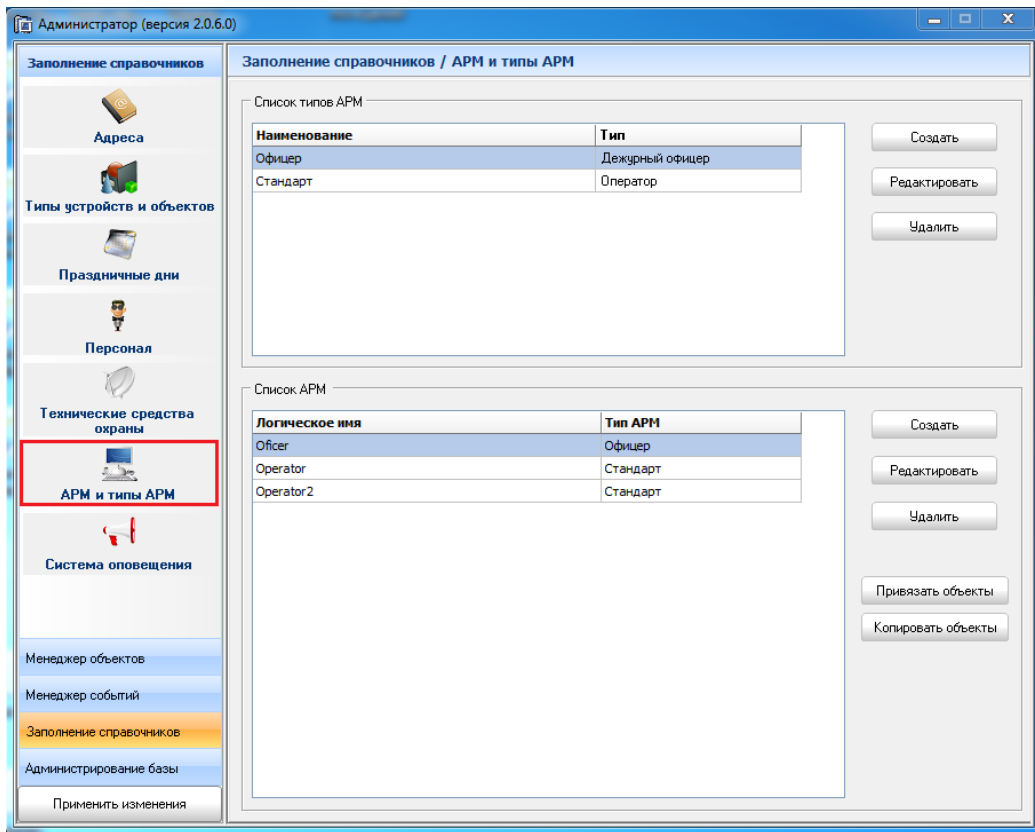 Администратор (версия 2.0.6.0)
Заполнение справочников
Адреса
Типы устройств и объектов
Праздничные дни
Персонал
Технические средства
охраны
АРМ и типы АРМ
Система оповещения
Менеджер объектов
Менеджер событий
Заполнение справочников
Администрирование базы
Применить изменения
Заполнение справочников / АРМ и типы АРМ
Список типов АРМ
Наименование Тип
Офицер Дежурный офицер
Стандарт Оператор
Создать
Редактировать
Удалить
Список АРМ
Логическое имя Тип АРМ
Oficer Офицер
Operator Стандарт
Operator2 Стандарт
Создать
Редактировать
Удалить
Привязать объекты
Копировать объекты